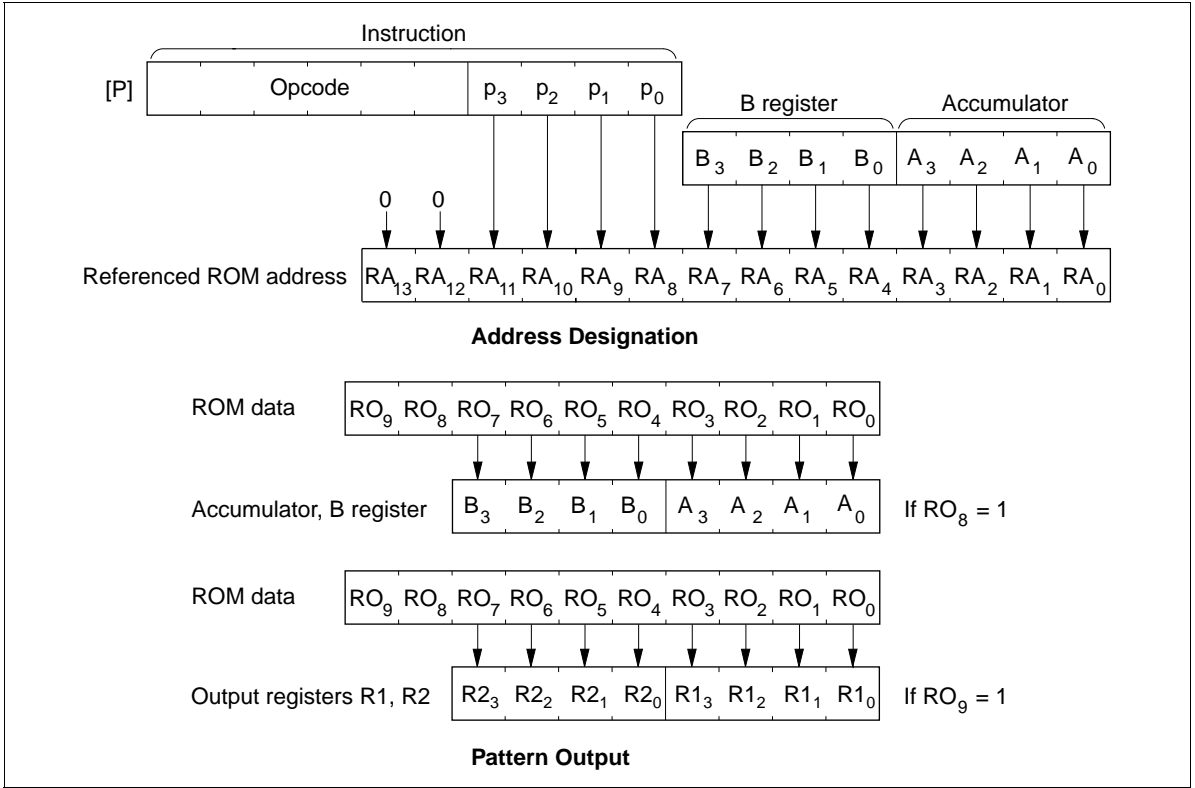 Instruction
[P] Opcode p3 p2 p1 p0
B register Accumulator
B3 B2 B1 B0 A3 A2 A1 A0
0 0
Referenced ROM address RA13 RA12 RA11 RA10 RA9 RA8 RA7 RA6 RA5 RA4 RA3 RA2 RA1 RA0
Address Designation
ROM data RO9 RO8 RO7 RO6 RO5 RO4 RO3 RO2 RO1 RO0
Accumulator, B register B3 B2 B1 B0 A3 A2 A1 A0 If RO8 = 1
ROM data RO9 RO8 RO7 RO6 RO5 RO4 RO3 RO2 RO1 RO0
Output registers R1, R2 R23 R22 R21 R20 R13 R12 R11 R10 If RO9 = 1
Pattern Output